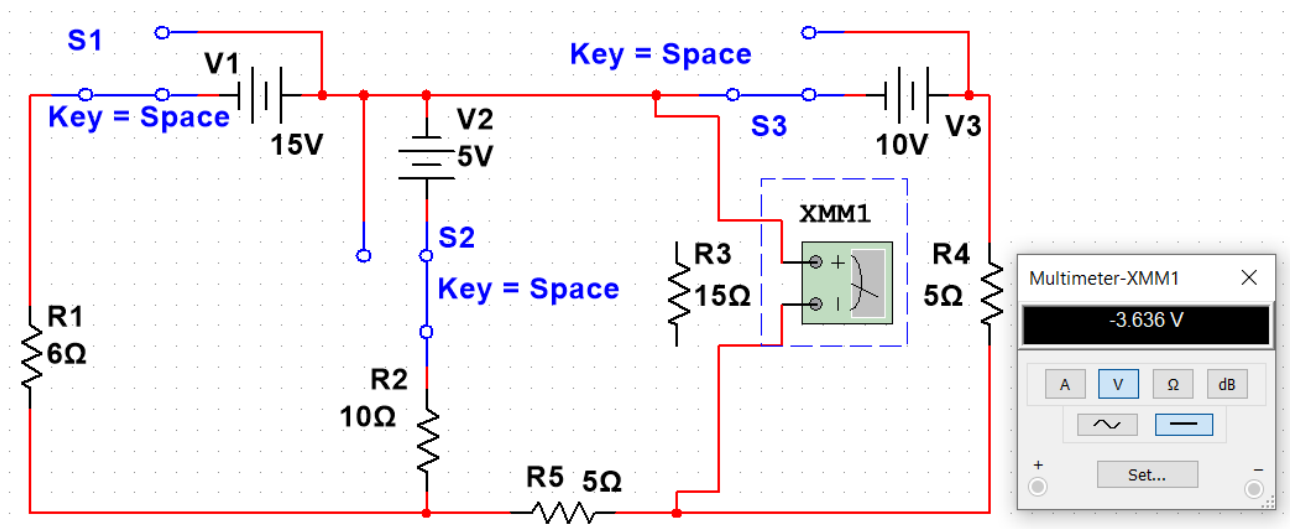 S1
Key = Space
V1
Key = Space
15V
V2
5V
S3
10V
V3
S2
Key = Space
XMM1
+
R3
15Ω
R4
5Ω
R1
6Ω
R2
10Ω
R5 5Ω
Multimeter-XMM1
-3.636 V
A V Ω dB
+ Set... -